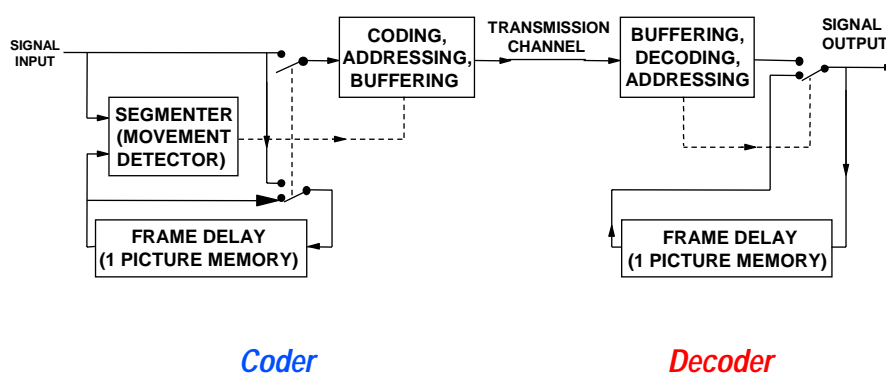 SIGNAL
INPUT
CODING,
ADDRESSING,
BUFFERING
TRANSMISSION
CHANNEL
BUFFERING,
DECODING,
ADDRESSING
SIGNAL
OUTPUT
SEGMENTER
(MOVEMENT
DETECTOR)
FRAME DELAY
(1 PICTURE MEMORY)
FRAME DELAY
(1 PICTURE MEMORY)
Coder
Decoder